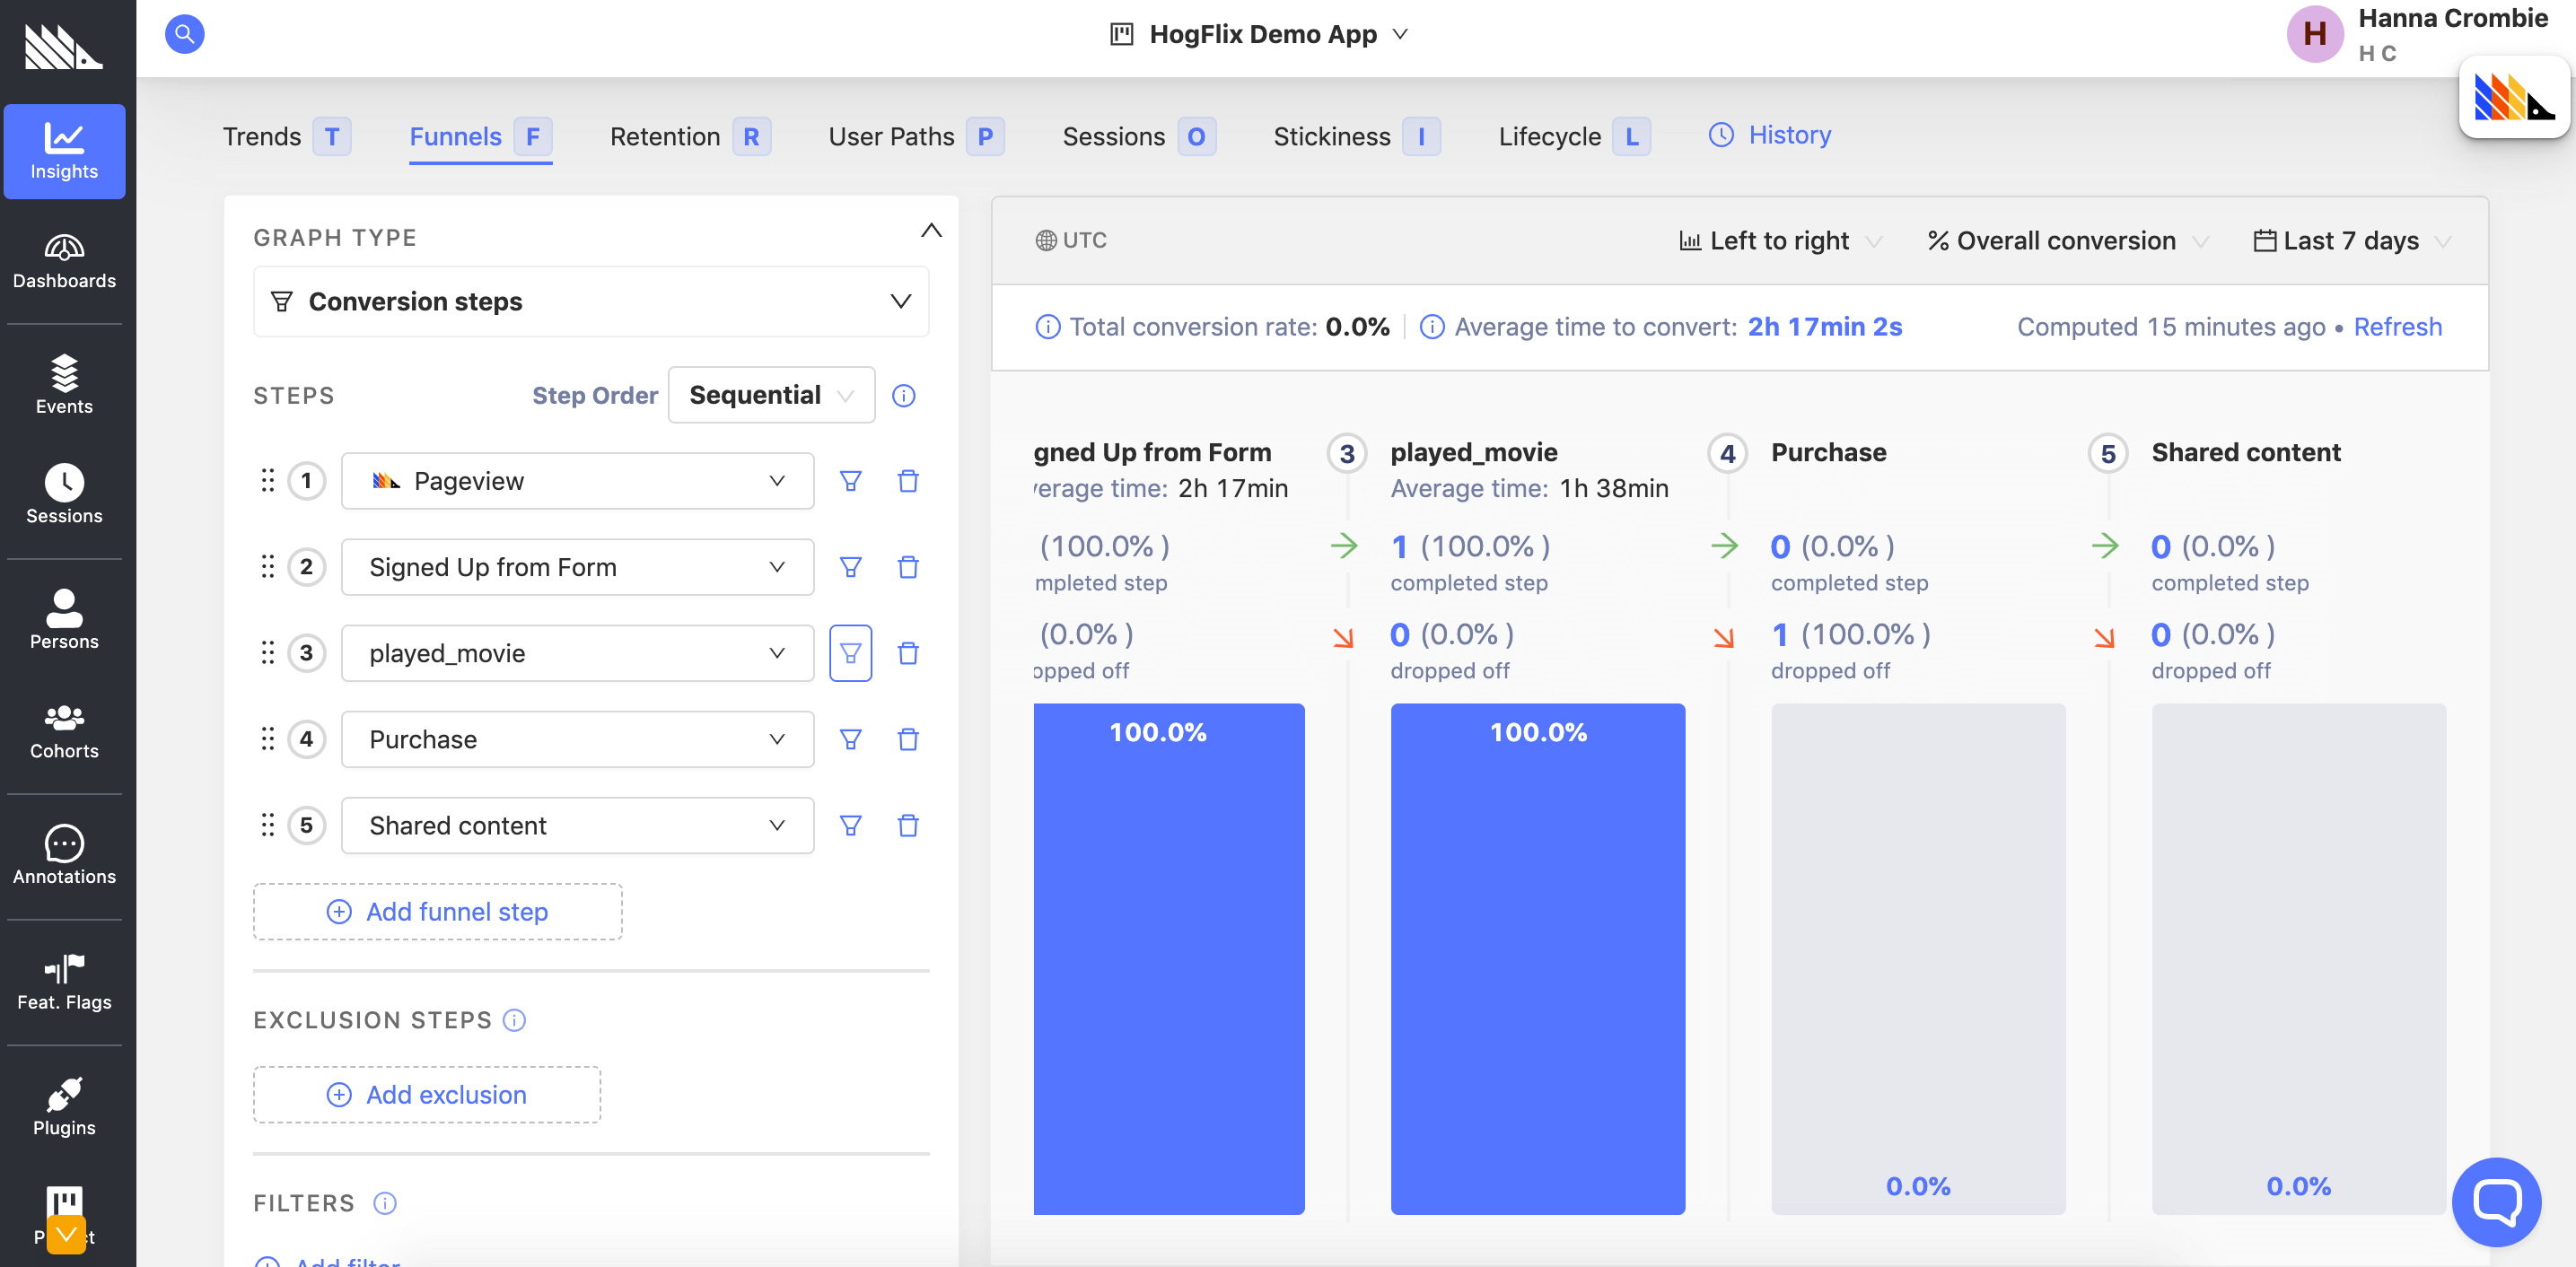 HogFlix Demo App
H
Hanna Crombie
H C
Insights
Dashboards
Events
Sessions
Persons
Cohorts
Annotations
Feat. Flags
Plugins
Trends T
Funnels F
Retention R
User Paths P
Sessions O
Stickiness I
Lifecycle L
History
GRAPH TYPE
Conversion steps
STEPS
Step Order Sequential
1 Pageview
2 Signed Up from Form
3 played_movie
4 Purchase
5 Shared content
Add funnel step
EXCLUSION STEPS
Add exclusion
FILTERS
Add filter
UTC
Left to right
% Overall conversion
Last 7 days
Total conversion rate: 0.0%
Average time to convert: 2h 17min 2s
Computed 15 minutes ago • Refresh
gned Up from Form
verage time: 2h 17min
(100.0% )
mpleted step
(0.0% )
opped off
100.0%
3 played_movie
Average time: 1h 38min
1 (100.0% )
completed step
0 (0.0% )
dropped off
100.0%
4 Purchase
0 (0.0% )
completed step
1 (100.0% )
dropped off
0.0%
5 Shared content
0 (0.0% )
completed step
0 (0.0% )
dropped off
0.0%